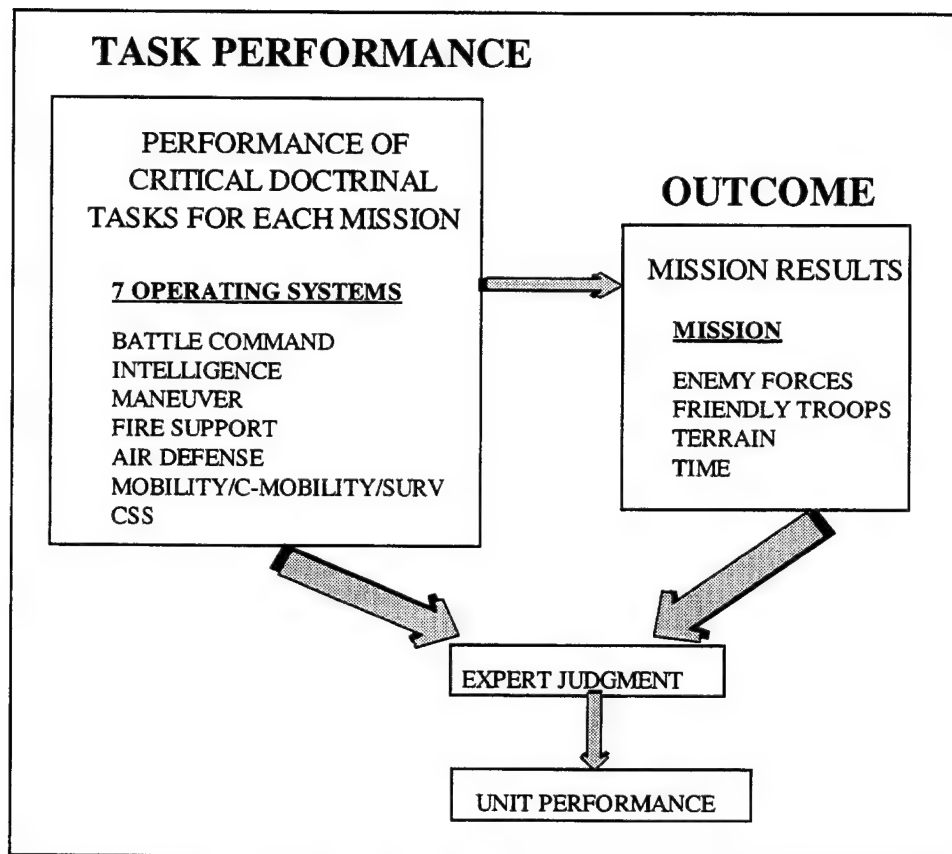 TASK PERFORMANCE
PERFORMANCE OF
CRITICAL DOCTRINAL
TASKS FOR EACH MISSION
7 OPERATING SYSTEMS
BATTLE COMMAND
INTELLIGENCE
MANEUVER
FIRE SUPPORT
AIR DEFENSE
MOBILITY/C-MOBILITY/SURV
CSS
OUTCOME
MISSION RESULTS
MISSION
ENEMY FORCES
FRIENDLY TROOPS
TERRAIN
TIME
EXPERT JUDGMENT
UNIT PERFORMANCE